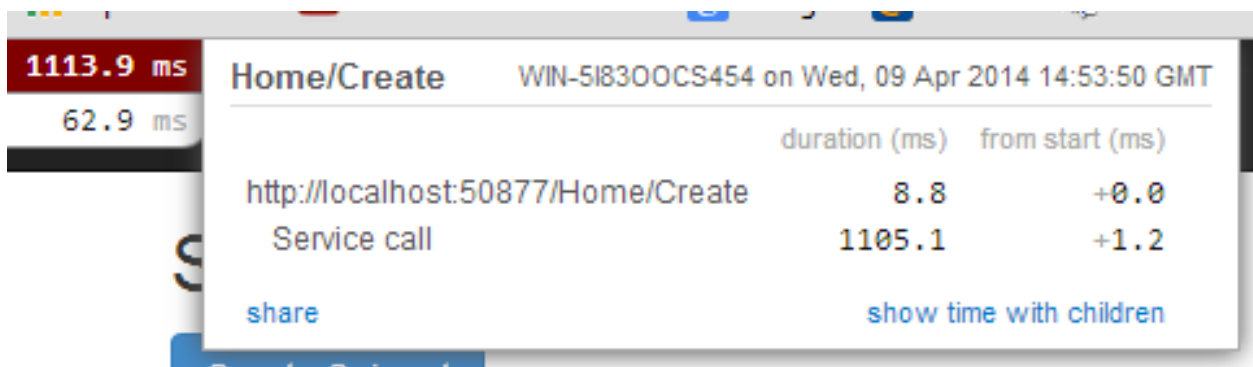 1113.9 ms
62.9 ms
Home/Create WIN-5I83OOCS454 on Wed, 09 Apr 2014 14:53:50 GMT
duration (ms) from start (ms)
http://localhost:50877/Home/Create 8.8 +0.0
Service call 1105.1 +1.2
share show time with children